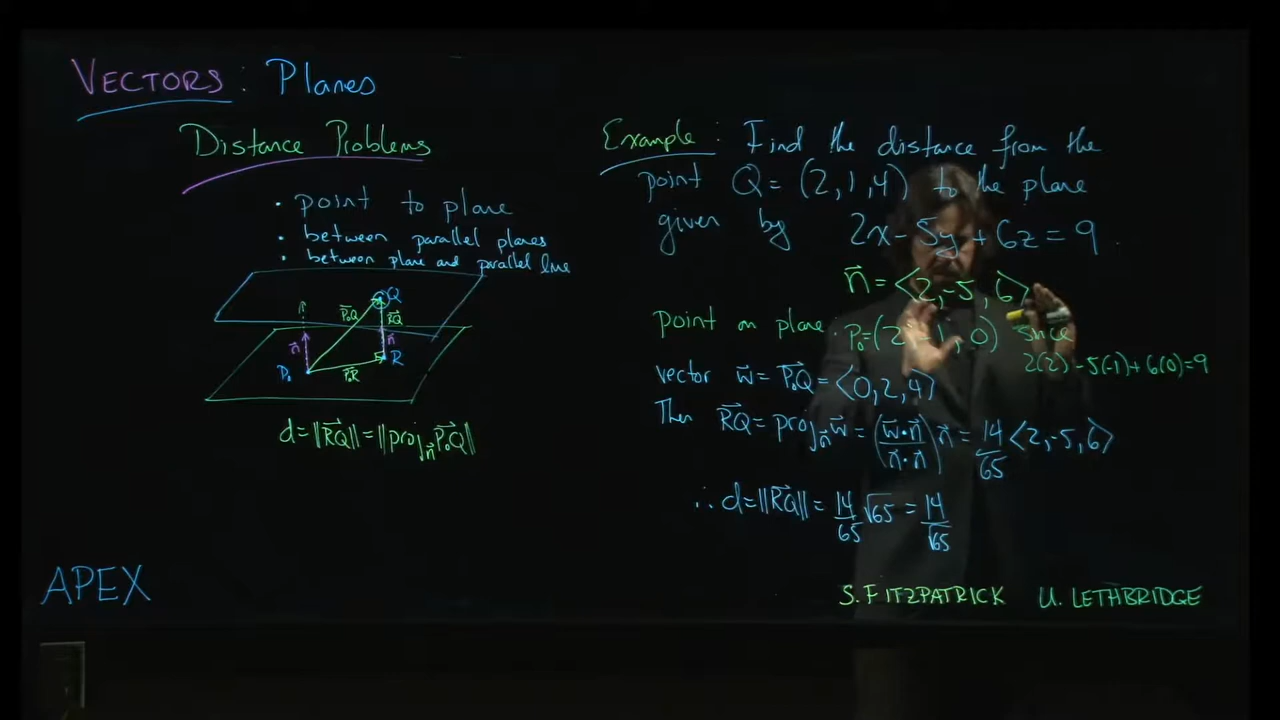 VECTORS: Planes
Distance Problems
• point to plane
• between parallel planes
• between plane and parallel line
Q
P₀Q⃗
RQ⃗
n⃗
n⃗
P₀
R
P₀R⃗
d=||RQ⃗||=||proj_n⃗ P₀Q⃗||
APEX
Example: Find the distance from the
point Q = (2,1,4) to the plane
given by 2x-5y+6z=9.
n⃗ = <2,-5,6>
point on plane: P₀=(2,-1,0) since
2(2)-5(-1)+6(0)=9
vector w⃗ = P₀Q⃗ = <0,2,4>
Then RQ⃗ = proj_n⃗ w⃗ = (w⃗·n⃗/n⃗·n⃗) n⃗ = 14/65 <2,-5,6>
∴ d=||RQ⃗|| = 14/65 √65 = 14/√65
S. FITZPATRICK U. LETHBRIDGE